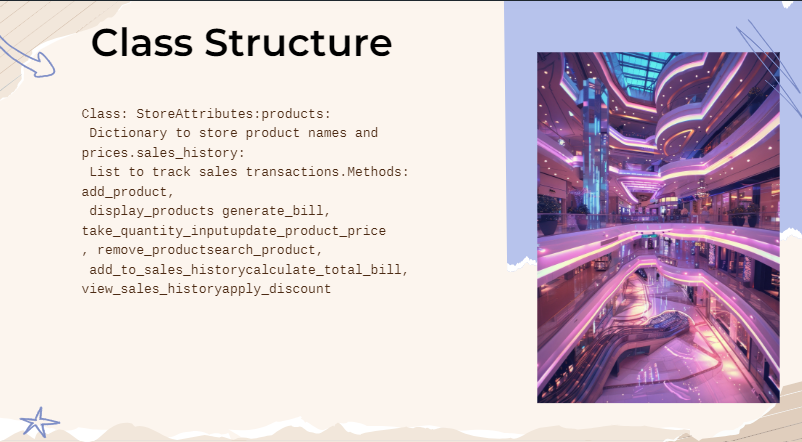 Class Structure
Class: StoreAttributes:products:
Dictionary to store product names and
prices.sales_history:
List to track sales transactions.Methods:
add_product,
display_products generate_bill,
take_quantity_inputupdate_product_price
, remove_productsearch_product,
add_to_sales_historycalculate_total_bill,
view_sales_historyapply_discount